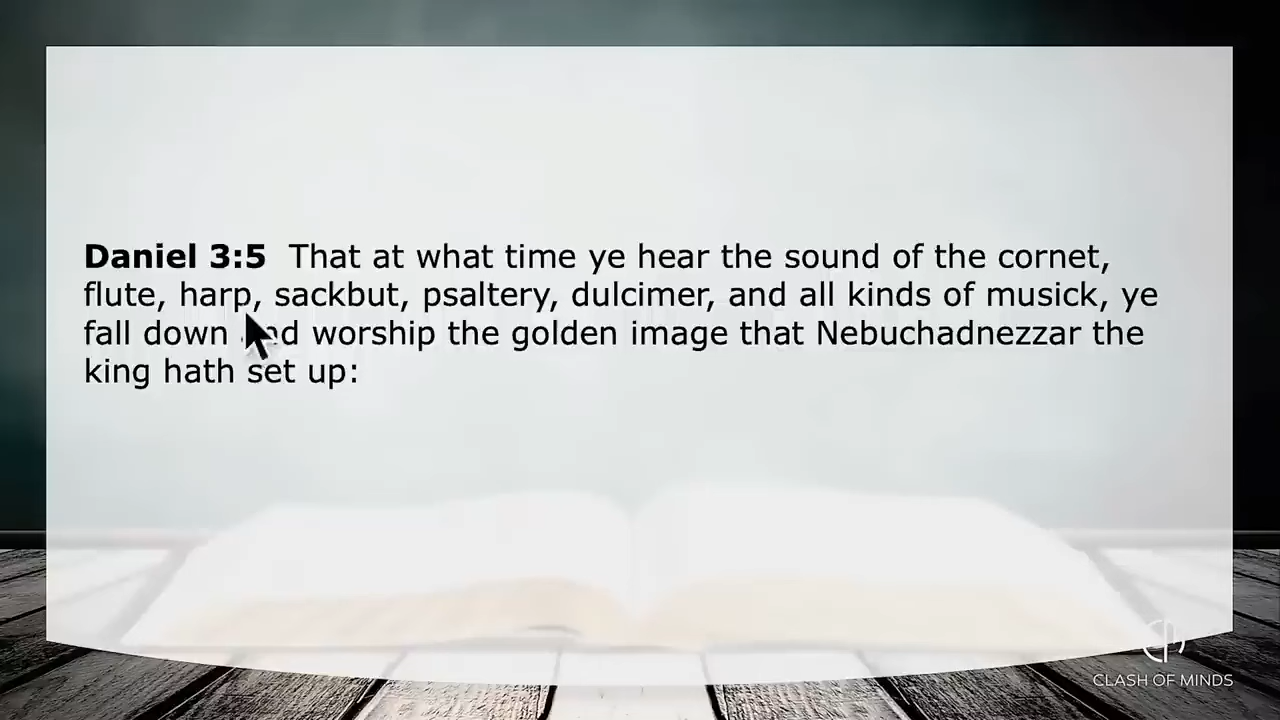 Daniel 3:5 That at what time ye hear the sound of the cornet,
flute, harp, sackbut, psaltery, dulcimer, and all kinds of musick, ye
fall down and worship the golden image that Nebuchadnezzar the
king hath set up:
CLASH OF MINDS